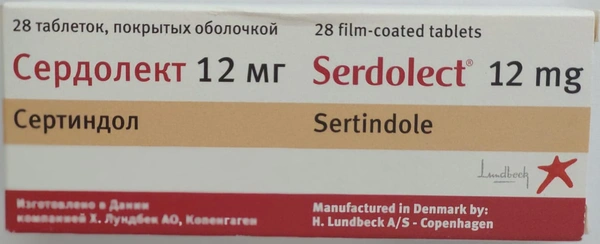 28 таблеток, покрытых оболочкой
Сердолект 12 мг
Сертиндол
Изготовлено в Дании
компанией Х. Лундбек АО, Копенгаген
28 film-coated tablets
Serdolect® 12 mg
Sertindole
Lundbeck
Manufactured in Denmark by:
H. Lundbeck A/S - Copenhagen